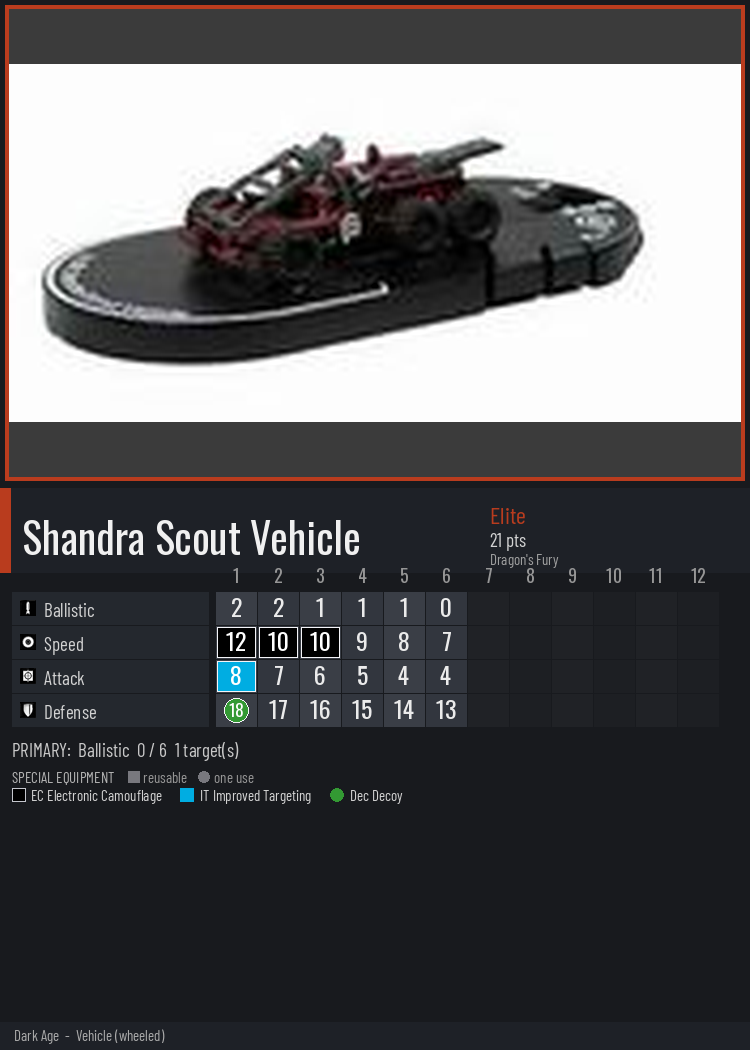 Shandra Scout Vehicle
Elite
21 pts
Dragon's Fury
1 2 3 4 5 6 7 8 9 10 11 12
Ballistic 2 2 1 1 1 0
Speed 12 10 10 9 8 7
Attack 8 7 6 5 4 4
Defense 18 17 16 15 14 13
PRIMARY: Ballistic 0 / 6 1 target(s)
SPECIAL EQUIPMENT reusable one use
EC Electronic Camouflage IT Improved Targeting Dec Decoy
Dark Age - Vehicle (wheeled)